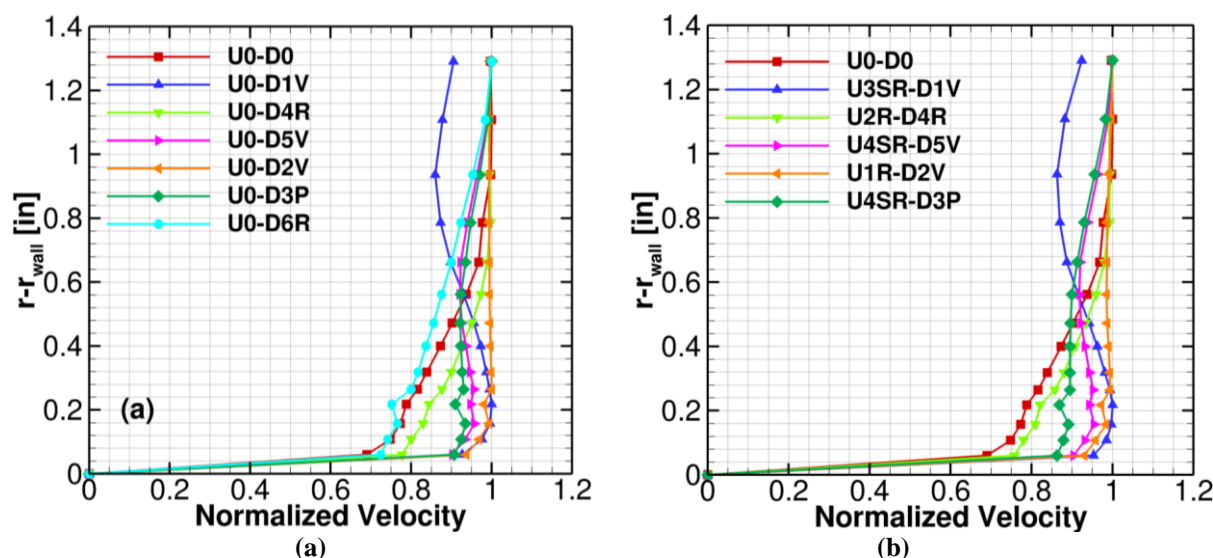 1.4
1.2
1
0.8
0.6
0.4
0.2
0
r-rwall [in]
U0-D0
U0-D1V
U0-D4R
U0-D5V
U0-D2V
U0-D3P
U0-D6R
(a)
0 0.2 0.4 0.6 0.8 1 1.2
Normalized Velocity
(a)
1.4
1.2
1
0.8
0.6
0.4
0.2
0
r-rwall [in]
U0-D0
U3SR-D1V
U2R-D4R
U4SR-D5V
U1R-D2V
U4SR-D3P
0 0.2 0.4 0.6 0.8 1 1.2
Normalized Velocity
(b)